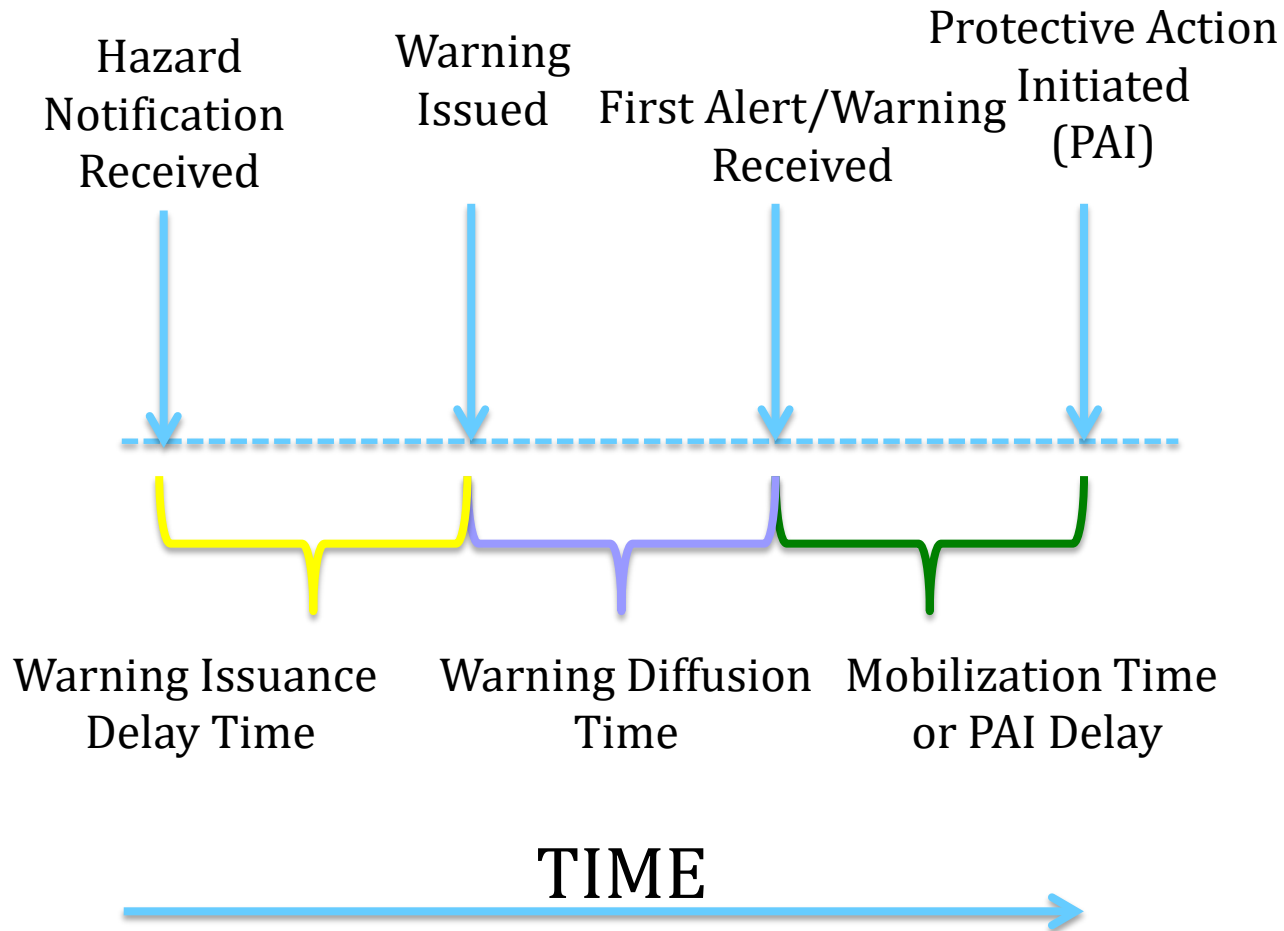 Hazard
Notification
Received
Warning
Issued
First Alert/Warning
Received
Protective Action
Initiated
(PAI)
Warning Issuance
Delay Time
Warning Diffusion
Time
Mobilization Time
or PAI Delay
TIME